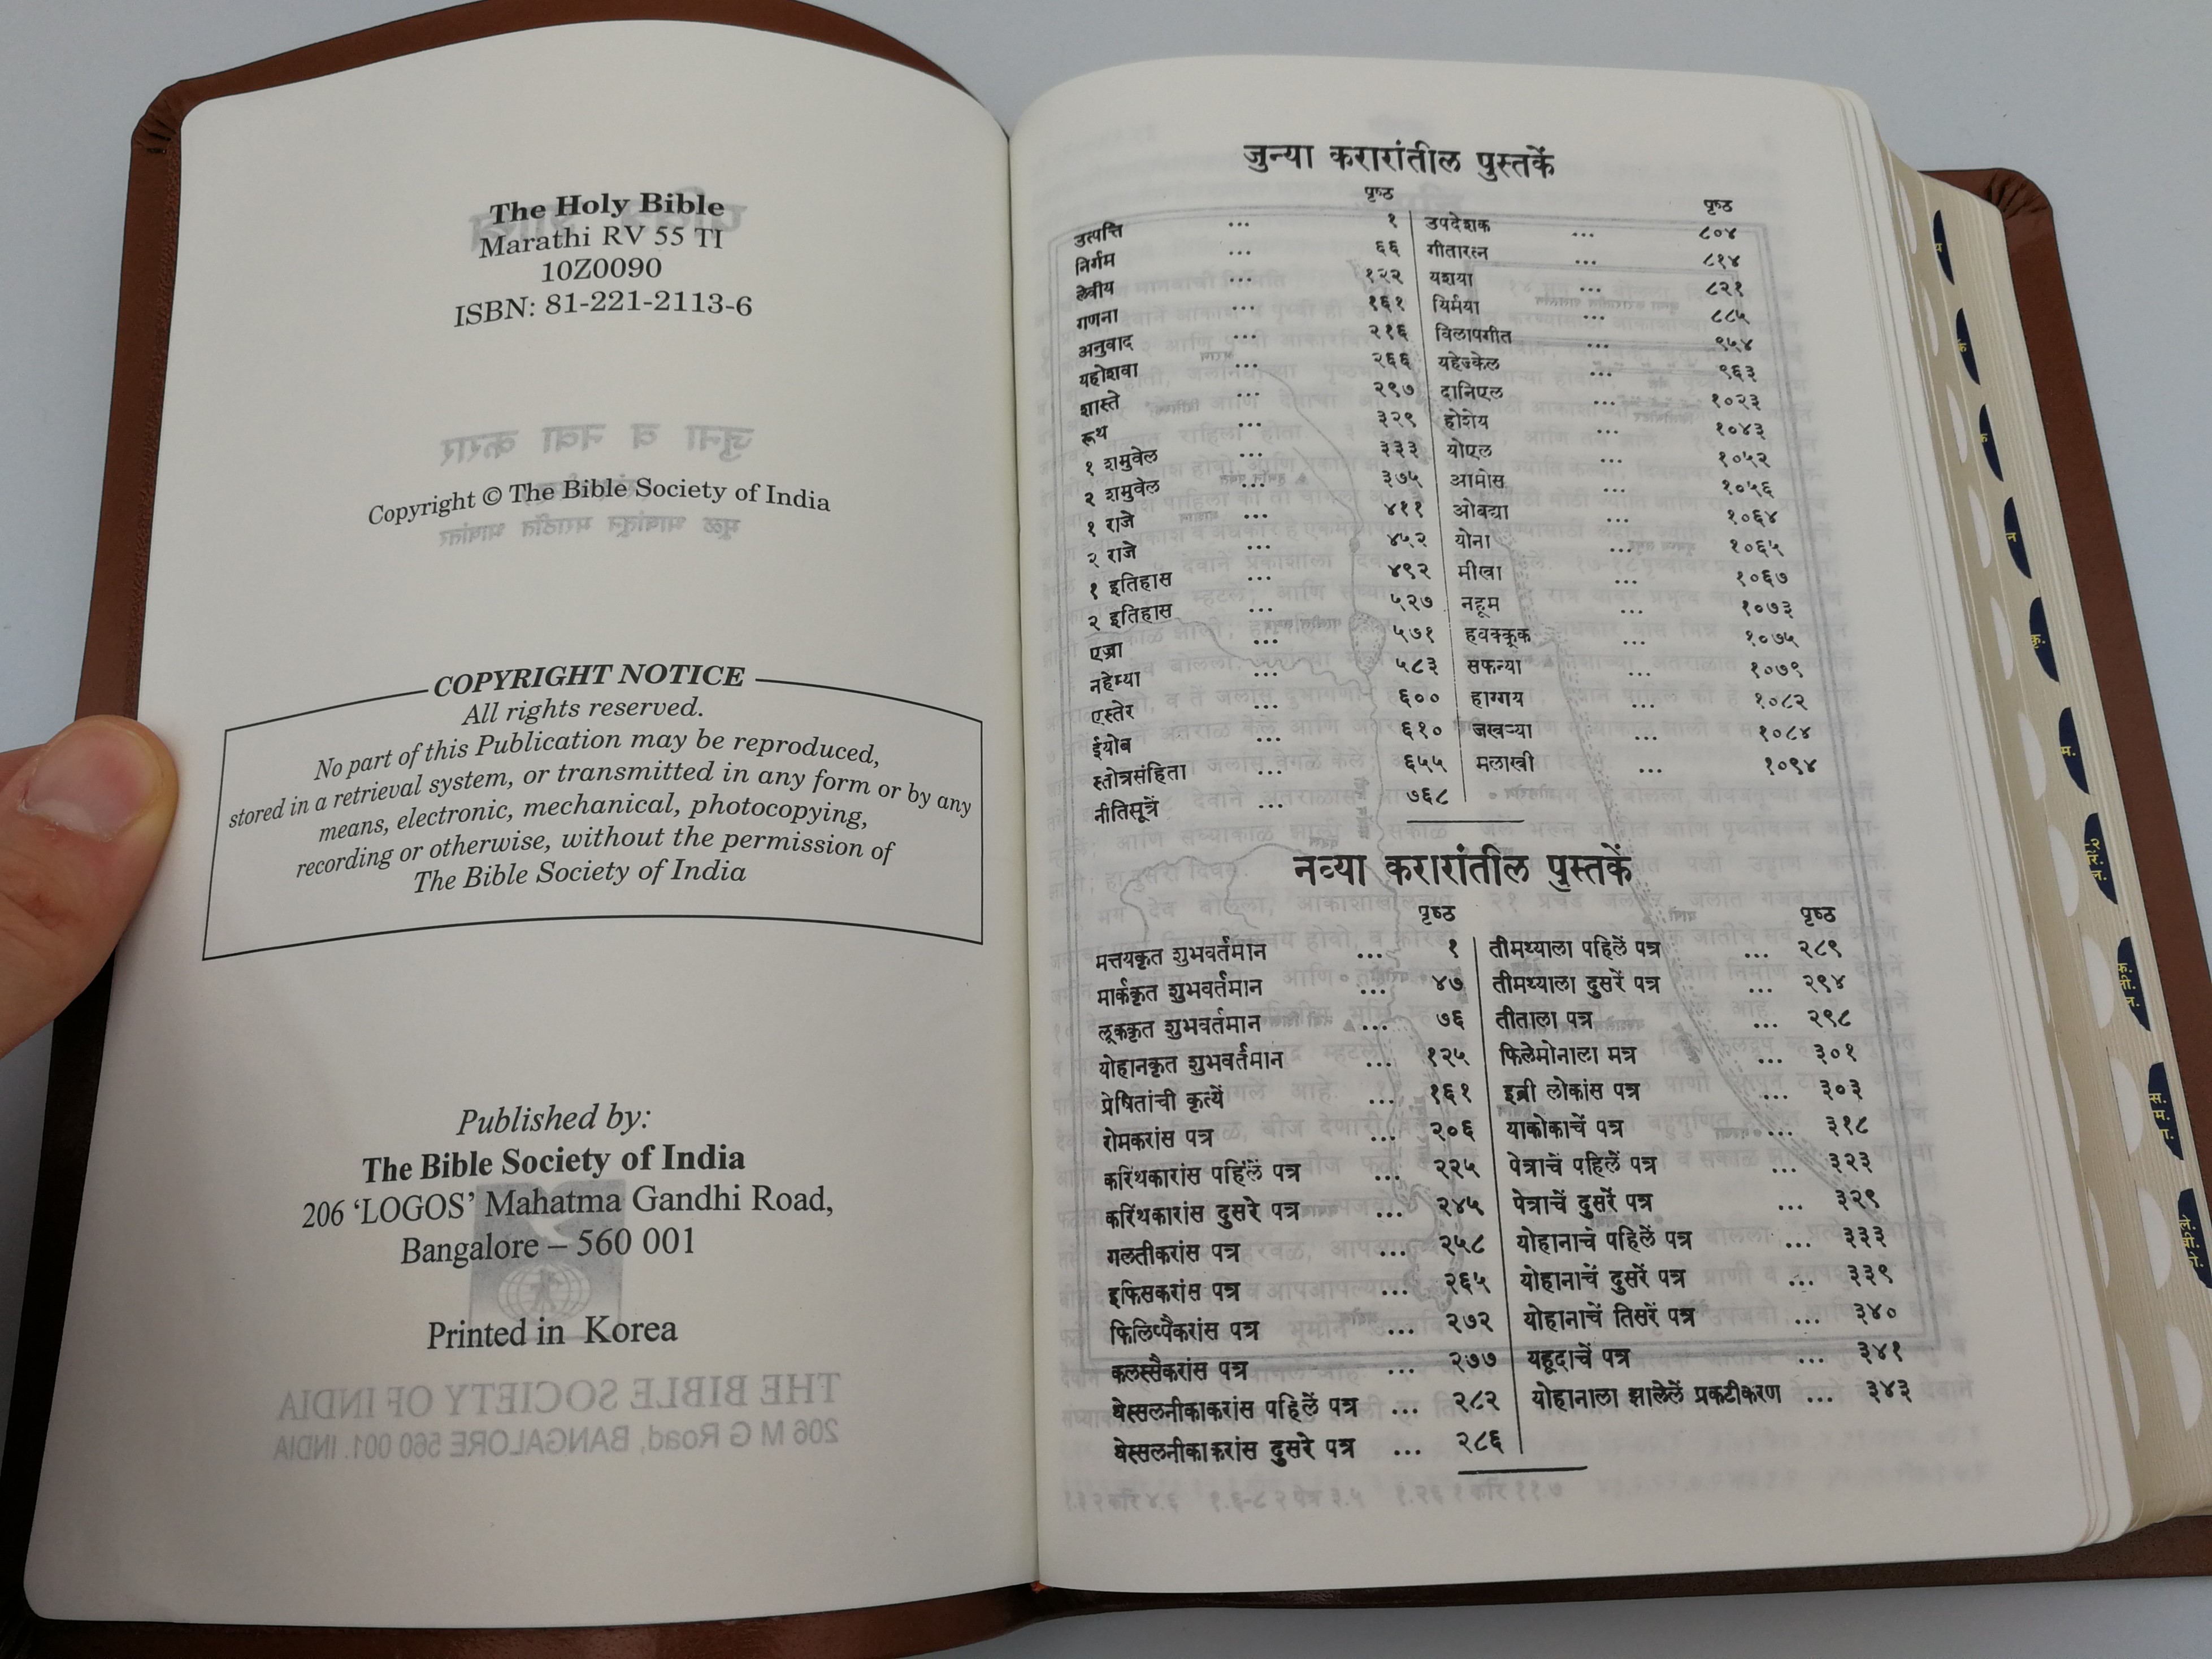 The Holy Bible
Marathi RV 55 TI
10Z0090
ISBN: 81-221-2113-6
Copyright © The Bible Society of India
COPYRIGHT NOTICE
All rights reserved.
No part of this Publication may be reproduced,
stored in a retrieval system, or transmitted in any form or by any
means, electronic, mechanical, photocopying,
recording or otherwise, without the permission of
The Bible Society of India
Published by:
The Bible Society of India
206 ‘LOGOS’ Mahatma Gandhi Road,
Bangalore – 560 001
Printed in Korea
जुन्या करारांतील पुस्तकें
पृष्ठ
उत्पत्ति ... १
निर्गम ... ६६
लेवीय ... १२२
गणना ... १६१
अनुवाद ... २१६
यहोशवा ... २६६
शास्ते ... २९७
रूथ ... ३२९
१ शमुवेल ... ३३३
२ शमुवेल ... ३७५
१ राजे ... ४११
२ राजे ... ४५२
१ इतिहास ... ४९२
२ इतिहास ... ५२७
एज्रा ... ५७१
नहेम्या ... ५८३
एस्तेर ... ६००
ईयोब ... ६१०
स्तोत्रसंहिता ... ६५५
नीतिसूत्रें ... ७६८
पृष्ठ
उपदेशक ... ८०४
गीतारत्न ... ८१४
यशया ... ८२१
यिर्मया ... ८८५
विलापगीत ... ९५४
यहेज्केल ... ९६३
दानिएल ... १०२३
होशेय ... १०४३
योएल ... १०५२
आमोस ... १०५६
ओबद्या ... १०६४
योना ... १०६५
मीखा ... १०६७
नहूम ... १०७३
हबक्कूक ... १०७५
सफन्या ... १०७९
हाग्गय ... १०८२
जखऱ्या ... १०८४
मलाखी ... १०९४
नव्या करारांतील पुस्तकें
पृष्ठ
मत्तयकृत शुभवर्तमान ... १
मार्ककृत शुभवर्तमान ... ४७
लूककृत शुभवर्तमान ... ७६
योहानकृत शुभवर्तमान ... १२५
प्रेषितांची कृत्यें ... १६१
रोमकरांस पत्र ... २०६
करिंथकारांस पहिलें पत्र ... २२५
करिंथकारांस दुसरे पत्र ... २४५
गलतीकरांस पत्र ... २५८
इफिसकरांस पत्र ... २६५
फिलिप्पैकरांस पत्र ... २७२
कलस्सैकरांस पत्र ... २७७
थेस्सलनीकाकरांस पहिलें पत्र ... २८२
थेस्सलनीकाकरांस दुसरे पत्र ... २८६
पृष्ठ
तीमथ्याला पहिलें पत्र ... २८९
तीमथ्याला दुसरें पत्र ... २९४
तीताला पत्र ... २९८
फिलेमोनाला मत्र ... ३०१
इब्री लोकांस पत्र ... ३०३
याकोकाचें पत्र ... ३१८
पेत्राचें पहिलें पत्र ... ३२३
पेत्राचें दुसरें पत्र ... ३२९
योहानाचें पहिलें पत्र ... ३३३
योहानाचें दुसरें पत्र ... ३३९
योहानाचें तिसरें पत्र ... ३४०
यहूदाचें पत्र ... ३४१
योहानाला झालेलें प्रकटीकरण ... ३४३